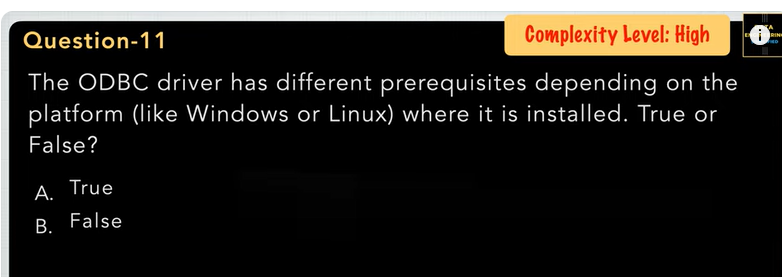 Question-11
Complexity Level: High
The ODBC driver has different prerequisites depending on the
platform (like Windows or Linux) where it is installed. True or
False?
A. True
B. False